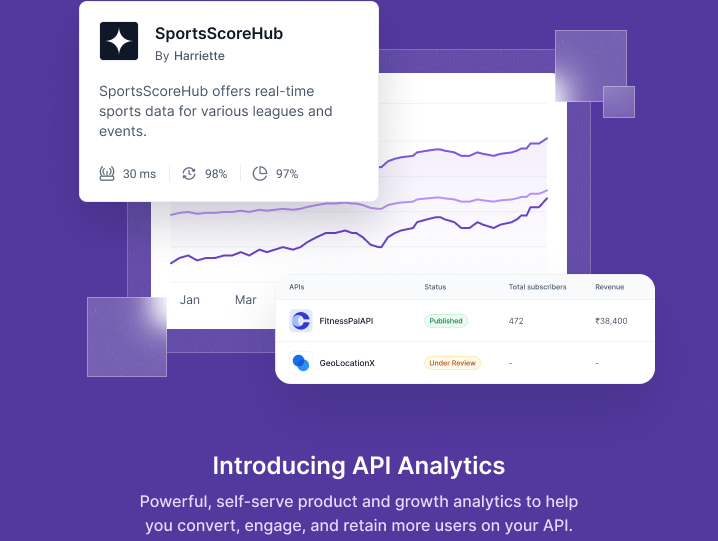 SportsScoreHub
By Harriette
SportsScoreHub offers real-time
sports data for various leagues and
events.
30 ms 98% 97%
Jan Mar
APIs Status Total subscribers Revenue
FitnessPalAPI Published 472 ₹38,400
GeoLocationX Under Review - -
Introducing API Analytics
Powerful, self-serve product and growth analytics to help
you convert, engage, and retain more users on your API.